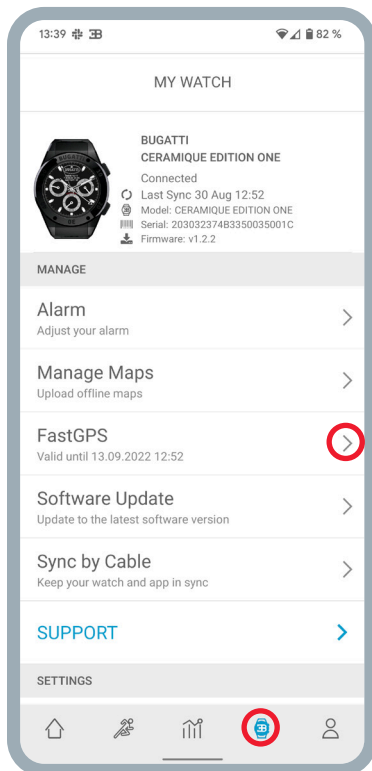 13:39 82 %
MY WATCH
BUGATTI
CERAMIQUE EDITION ONE
Connected
Last Sync 30 Aug 12:52
Model: CERAMIQUE EDITION ONE
Serial: 203032374B3350035001C
Firmware: v1.2.2
MANAGE
Alarm
Adjust your alarm
Manage Maps
Upload offline maps
FastGPS
Valid until 13.09.2022 12:52
Software Update
Update to the latest software version
Sync by Cable
Keep your watch and app in sync
SUPPORT
SETTINGS